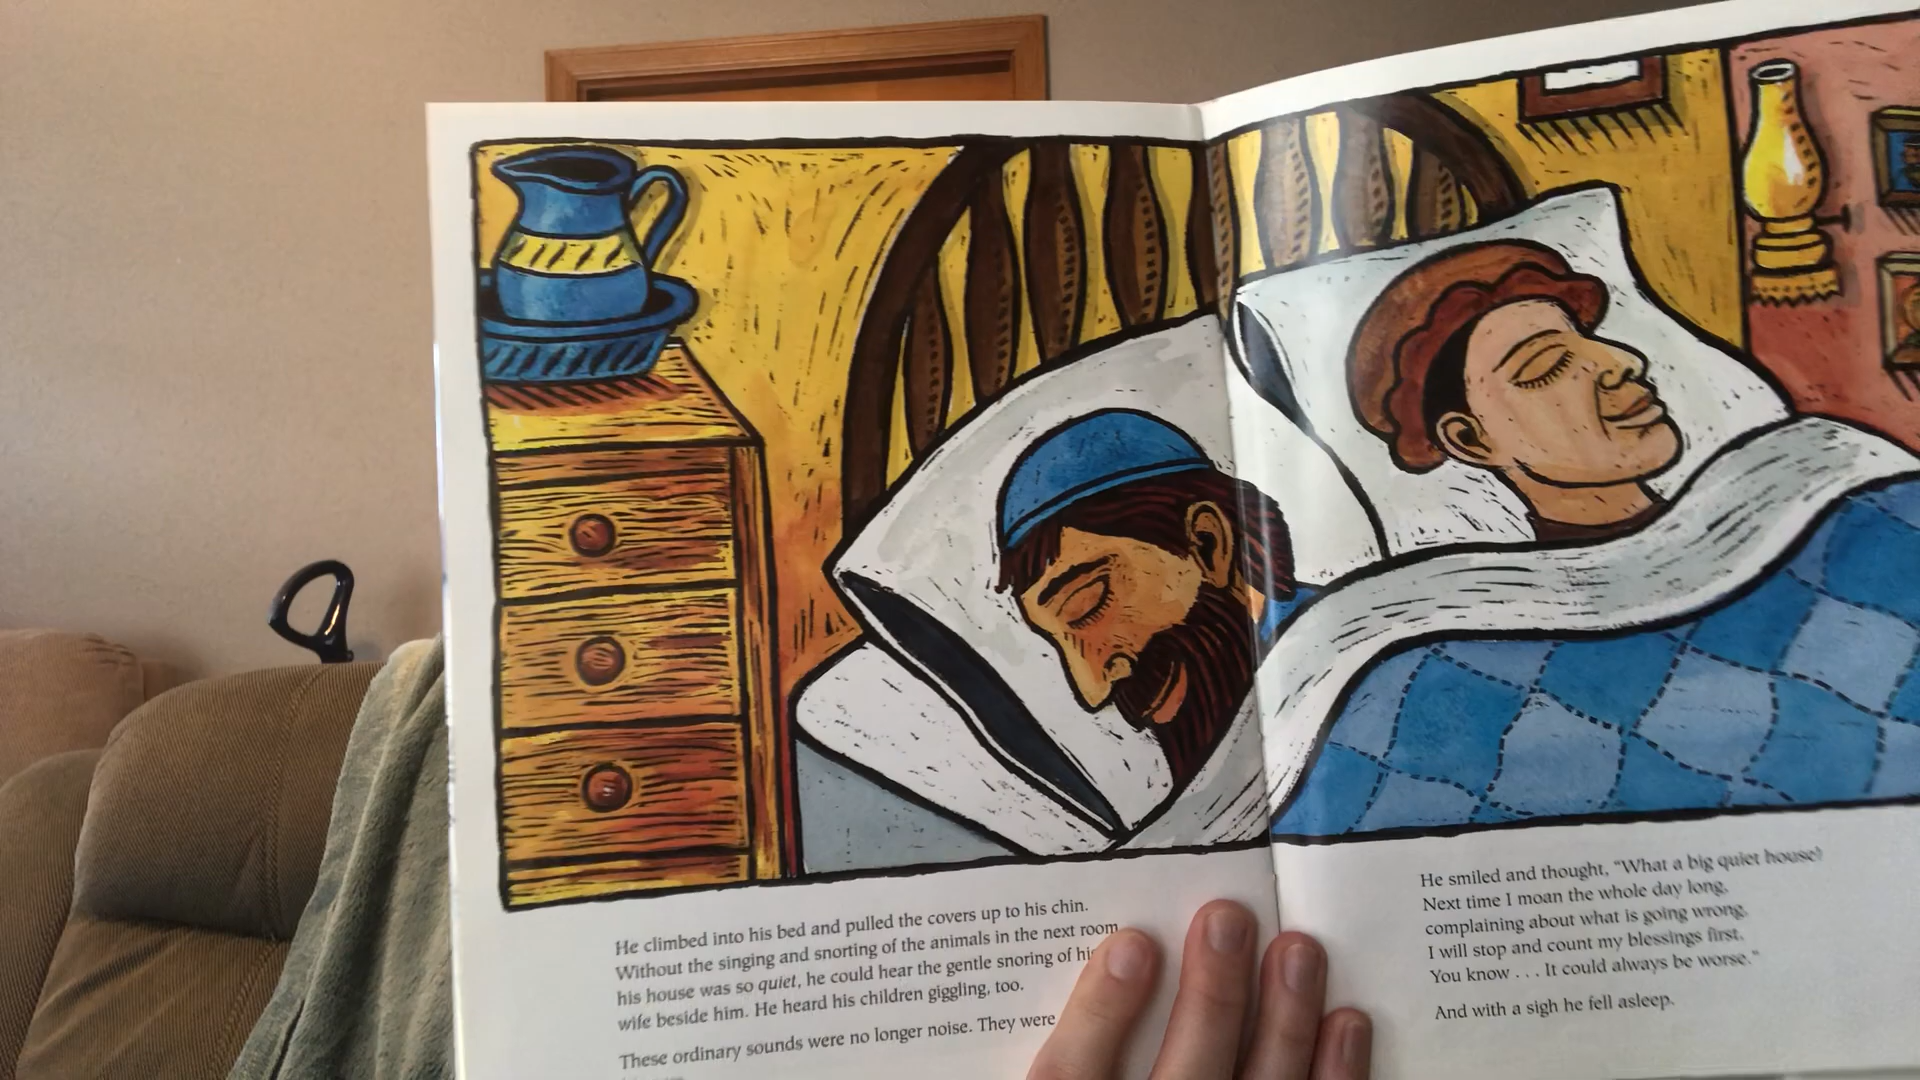 He climbed into his bed and pulled the covers up to his chin.
Without the singing and snorting of the animals in the next room
his house was so quiet, he could hear the gentle snoring of
wife beside him. He heard his children giggling, too.
These ordinary sounds were no longer noise. They were
He smiled and thought, "What a big quiet house!
Next time I moan the whole day long,
complaining about what is going wrong,
I will stop and count my blessings first.
You know . . . It could always be worse."
And with a sigh he fell asleep.